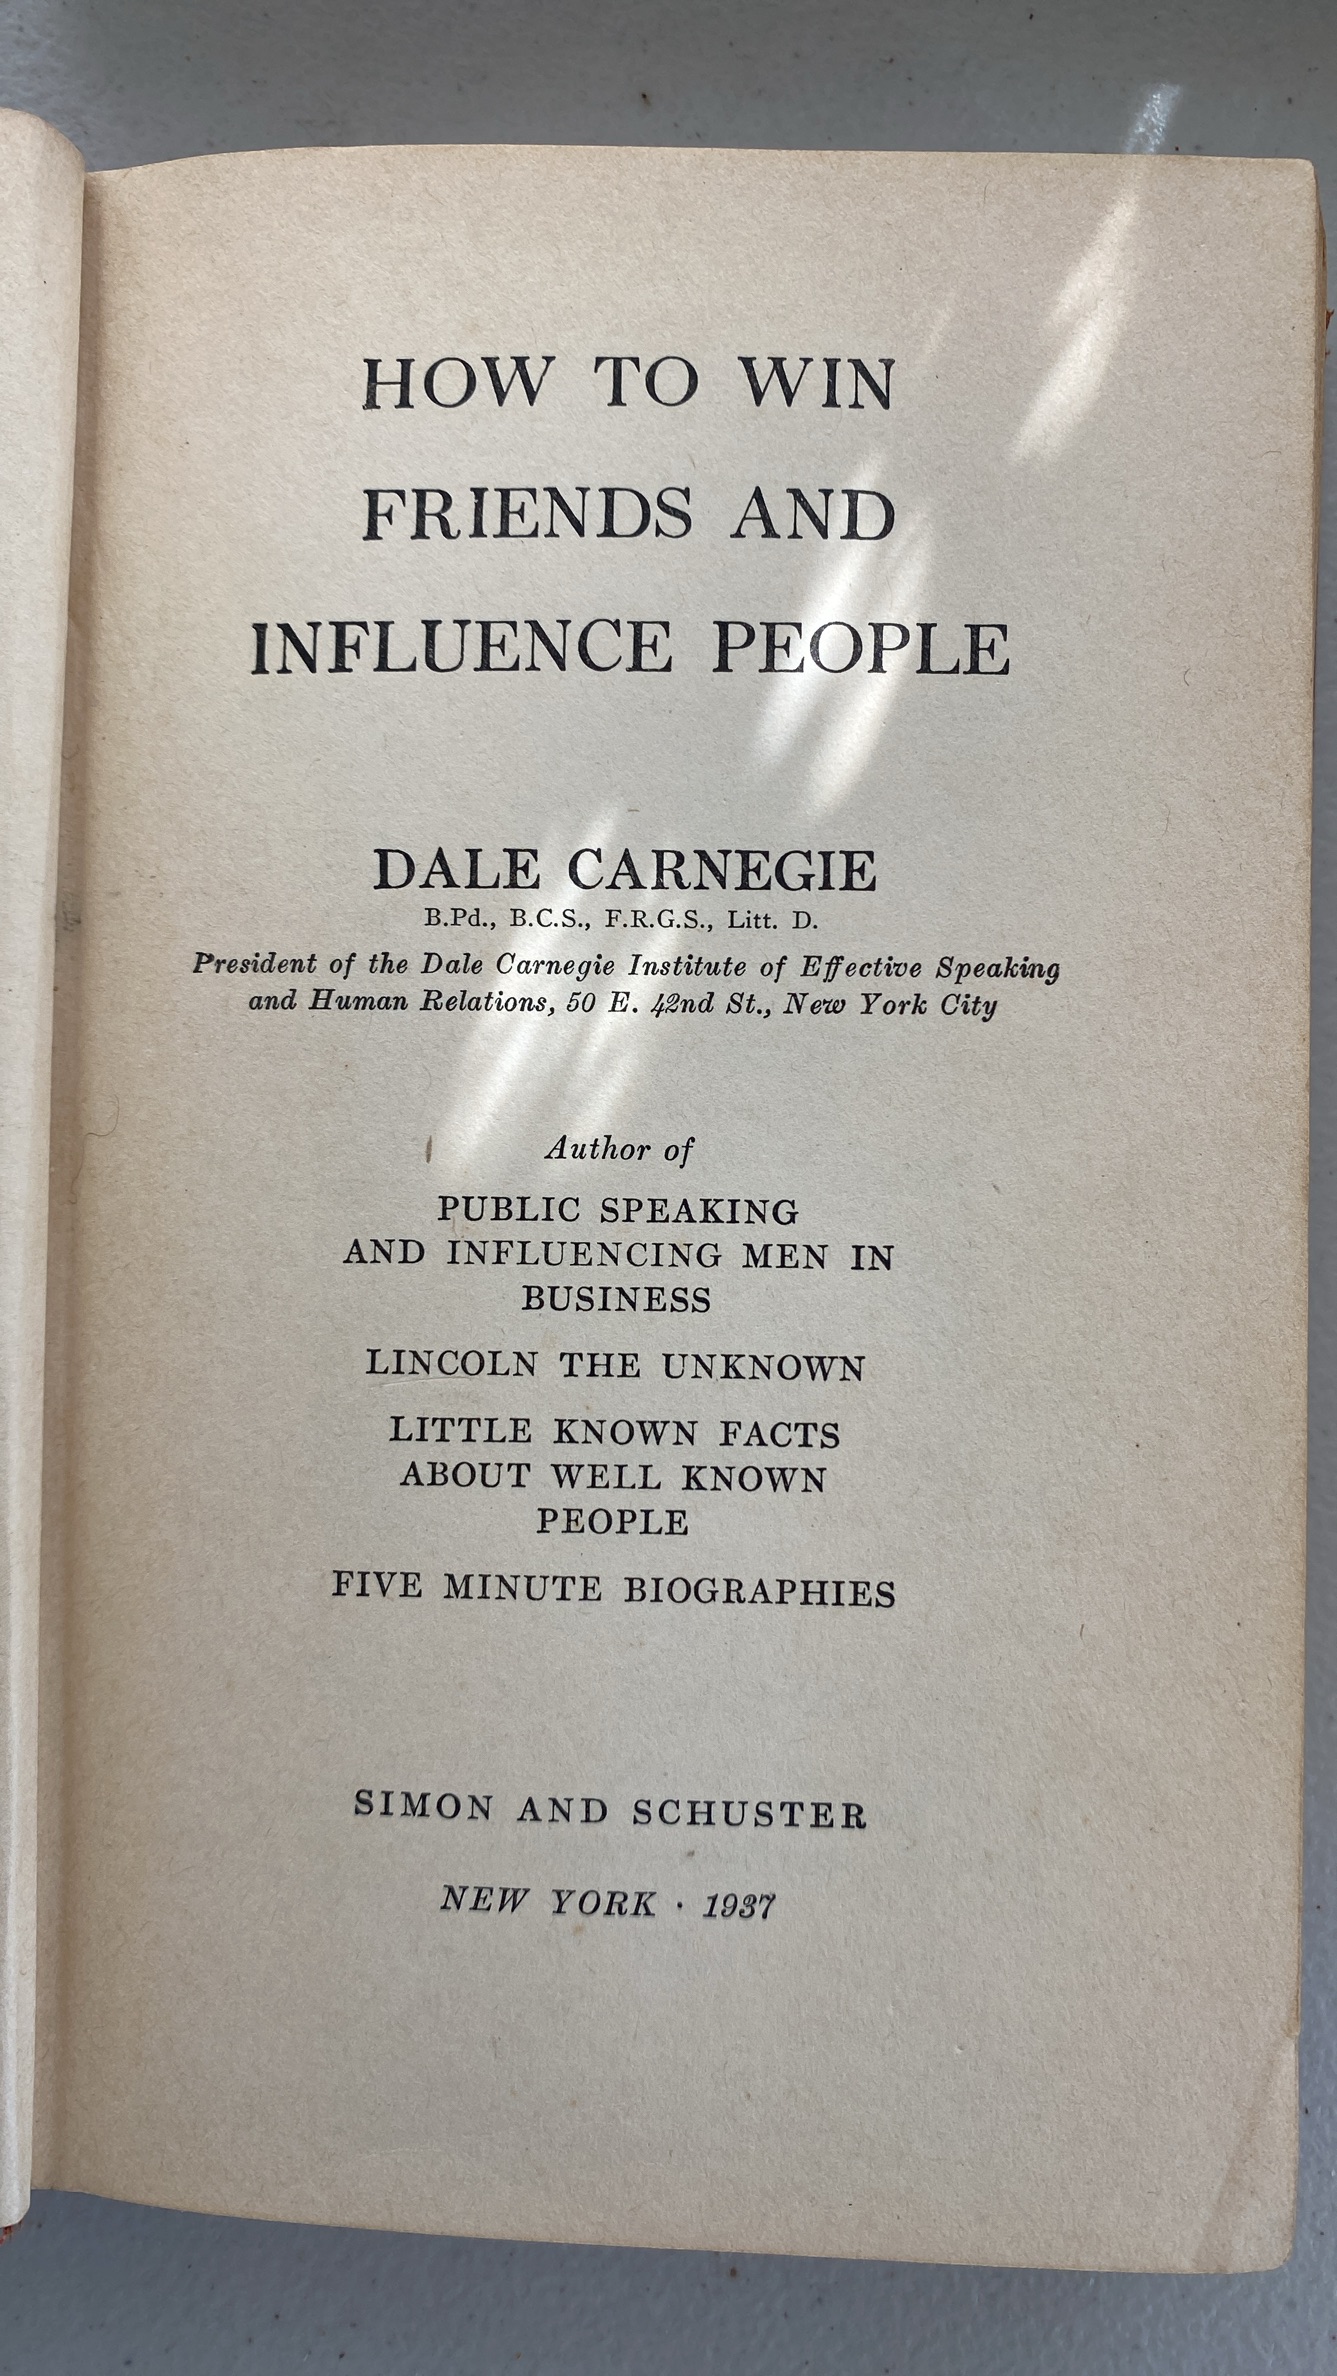 HOW TO WIN
FRIENDS AND
INFLUENCE PEOPLE
DALE CARNEGIE
B.Pd., B.C.S., F.R.G.S., Litt. D.
President of the Dale Carnegie Institute of Effective Speaking
and Human Relations, 50 E. 42nd St., New York City
Author of
PUBLIC SPEAKING
AND INFLUENCING MEN IN
BUSINESS
LINCOLN THE UNKNOWN
LITTLE KNOWN FACTS
ABOUT WELL KNOWN
PEOPLE
FIVE MINUTE BIOGRAPHIES
SIMON AND SCHUSTER
NEW YORK · 1937